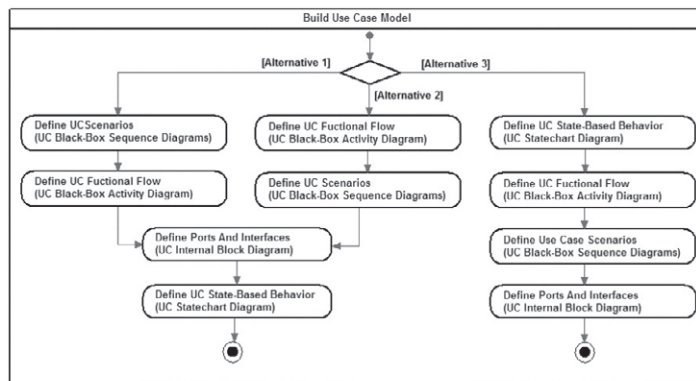 Build Use Case Model
[Alternative 1]
[Alternative 3]
[Alternative 2]
Define UCScenarios
(UC Black-Box Sequence Diagrams)
Define UC Fuctional Flow
(UC Black-Box Activity Diagram)
Define UC State-Based Behavior
(UC Statechart Diagram)
Define UC Fuctional Flow
(UC Black-Box Activity Diagram)
Define UC Scenarios
(UC Black-Box Sequence Diagrams)
Define UC Fuctional Flow
(UC Black-Box Activity Diagram)
Define Ports And Interfaces
(UC Internal Block Diagram)
Define Use Case Scenarios
(UC Black-Box Sequence Diagrams)
Define UC State-Based Behavior
(UC Statechart Diagram)
Define Ports And Interfaces
(UC Internal Block Diagram)